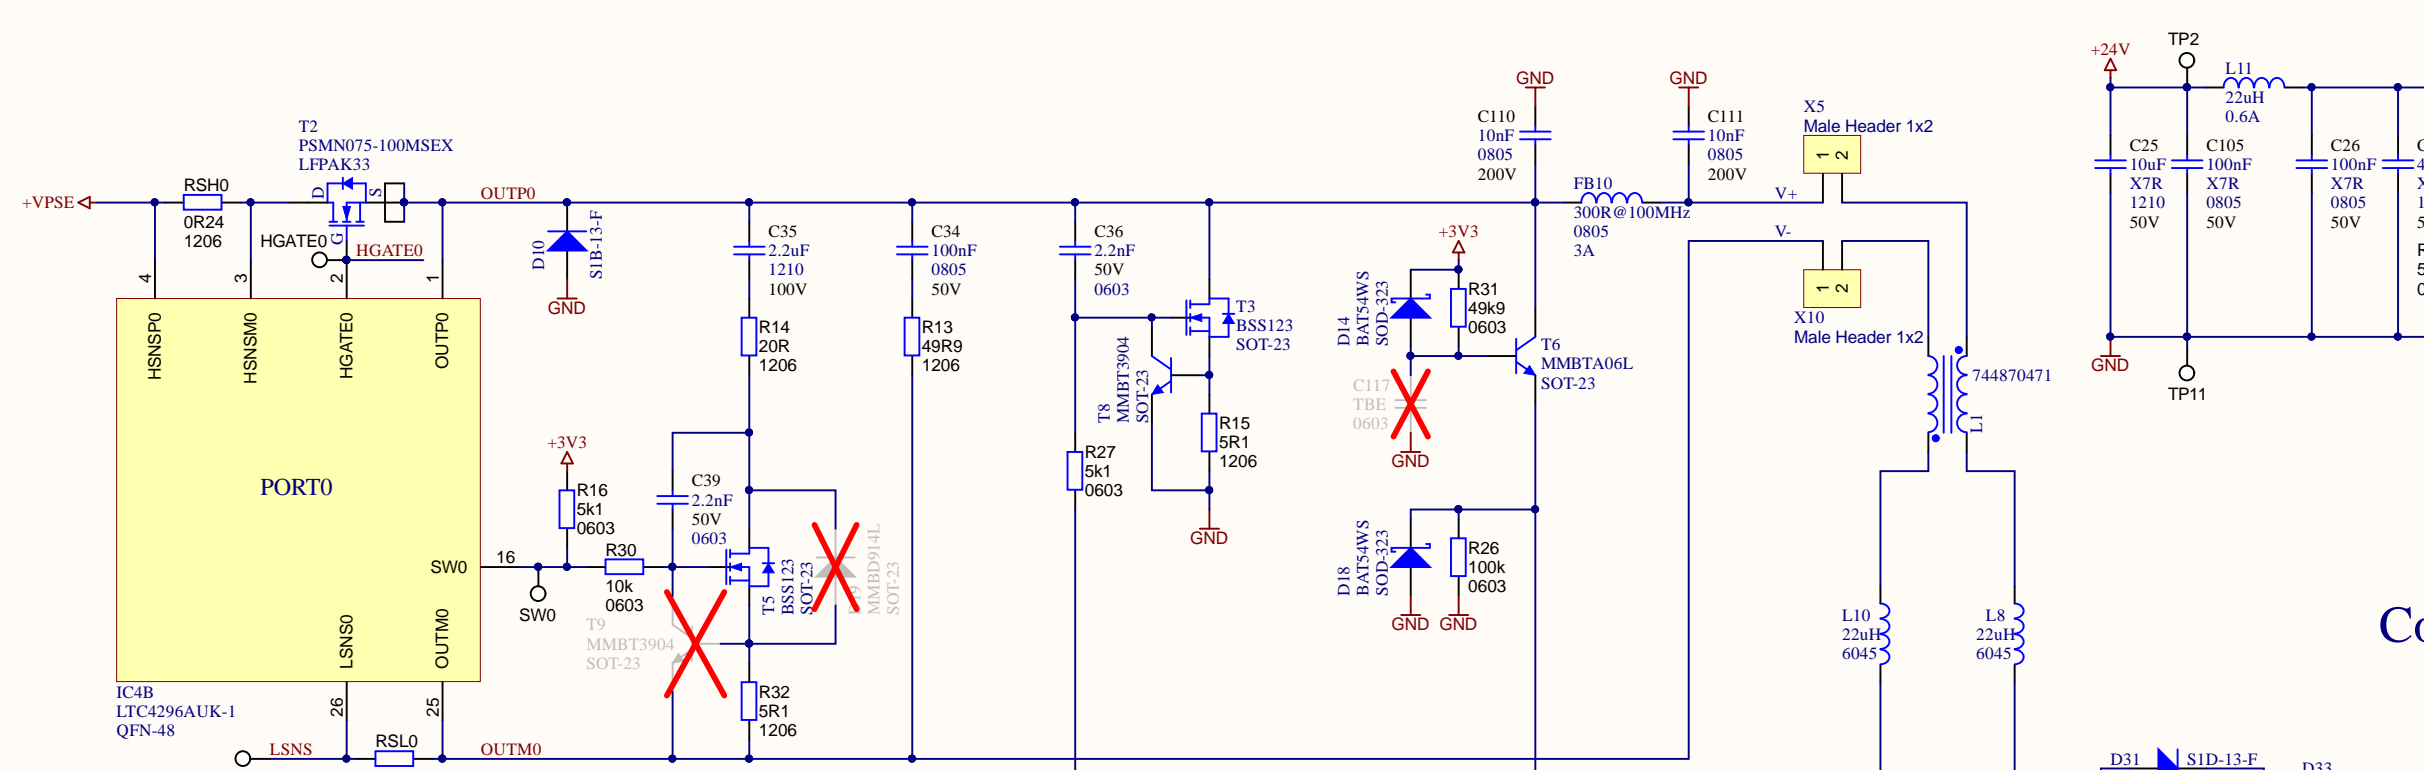 +VPSE
RSH0
0R24
1206
T2
PSMN075-100MSEX
LFPAK33
D
S
G
HGATE0
HGATE0
OUTP0
4
3
2
1
HSNSP0
HSNSM0
HGATE0
OUTP0
PORT0
SW0
16
LSNS0
OUTM0
26
25
IC4B
LTC4296AUK-1
QFN-48
LSNS
RSL0
OUTM0
D10
S1B-13-F
GND
+3V3
R16
5k1
0603
SW0
R30
10k
0603
C35
2.2uF
1210
100V
R14
20R
1206
C39
2.2nF
50V
0603
T5
BSS123
SOT-23
MMBD914L
SOT-23
T9
MMBT3904
SOT-23
R32
5R1
1206
C34
100nF
0805
50V
R13
49R9
1206
C36
2.2nF
50V
0603
R27
5k1
0603
T3
BSS123
SOT-23
T8
MMBT3904
SOT-23
R15
5R1
1206
GND
+3V3
D14
BAT54WS
SOD-323
R31
49k9
0603
C117
TBE
0603
GND
T6
MMBTA06L
SOT-23
D18
BAT54WS
SOD-323
R26
100k
0603
GND
GND
GND
C110
10nF
0805
200V
GND
C111
10nF
0805
200V
FB10
300R@100MHz
0805
3A
V+
V-
X5
Male Header 1x2
1
2
1
2
X10
Male Header 1x2
744870471
L1
L10
22uH
6045
L8
22uH
6045
+24V
TP2
L11
22uH
0.6A
C25
10uF
X7R
1210
50V
C105
100nF
X7R
0805
50V
C26
100nF
X7R
0805
50V
GND
TP11
D31
S1D-13-F
D33